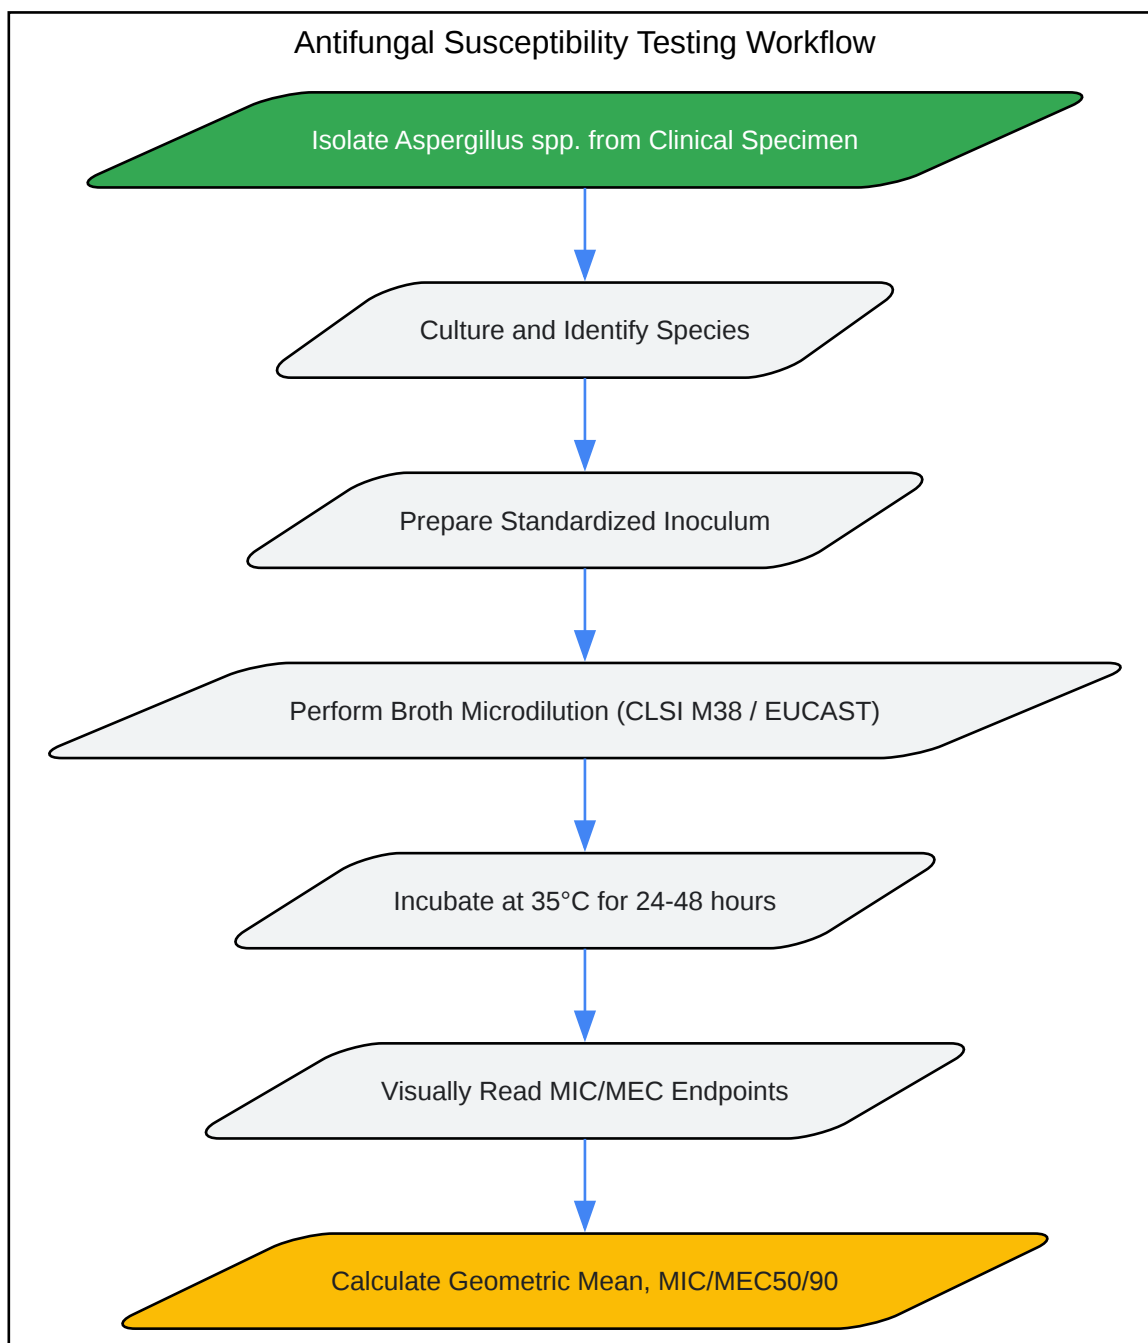 Antifungal Susceptibility Testing Workflow
Isolate Aspergillus spp. from Clinical Specimen
Culture and Identify Species
Prepare Standardized Inoculum
Perform Broth Microdilution (CLSI M38 / EUCAST)
Incubate at 35°C for 24-48 hours
Visually Read MIC/MEC Endpoints
Calculate Geometric Mean, MIC/MEC50/90